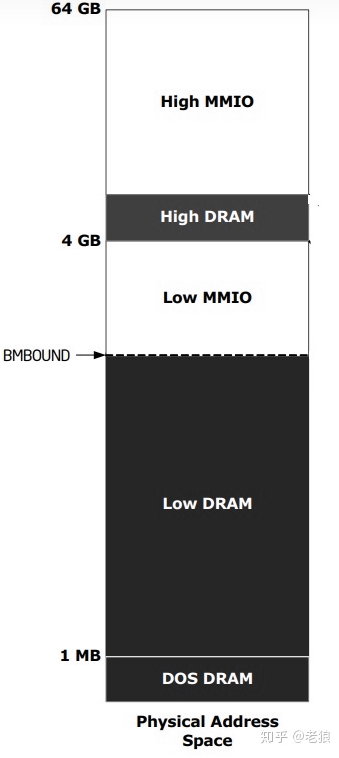 64 GB
High MMIO
High DRAM
4 GB
Low MMIO
BMBOUND
Low DRAM
1 MB
DOS DRAM
Physical Address
Space
知乎 @老狼